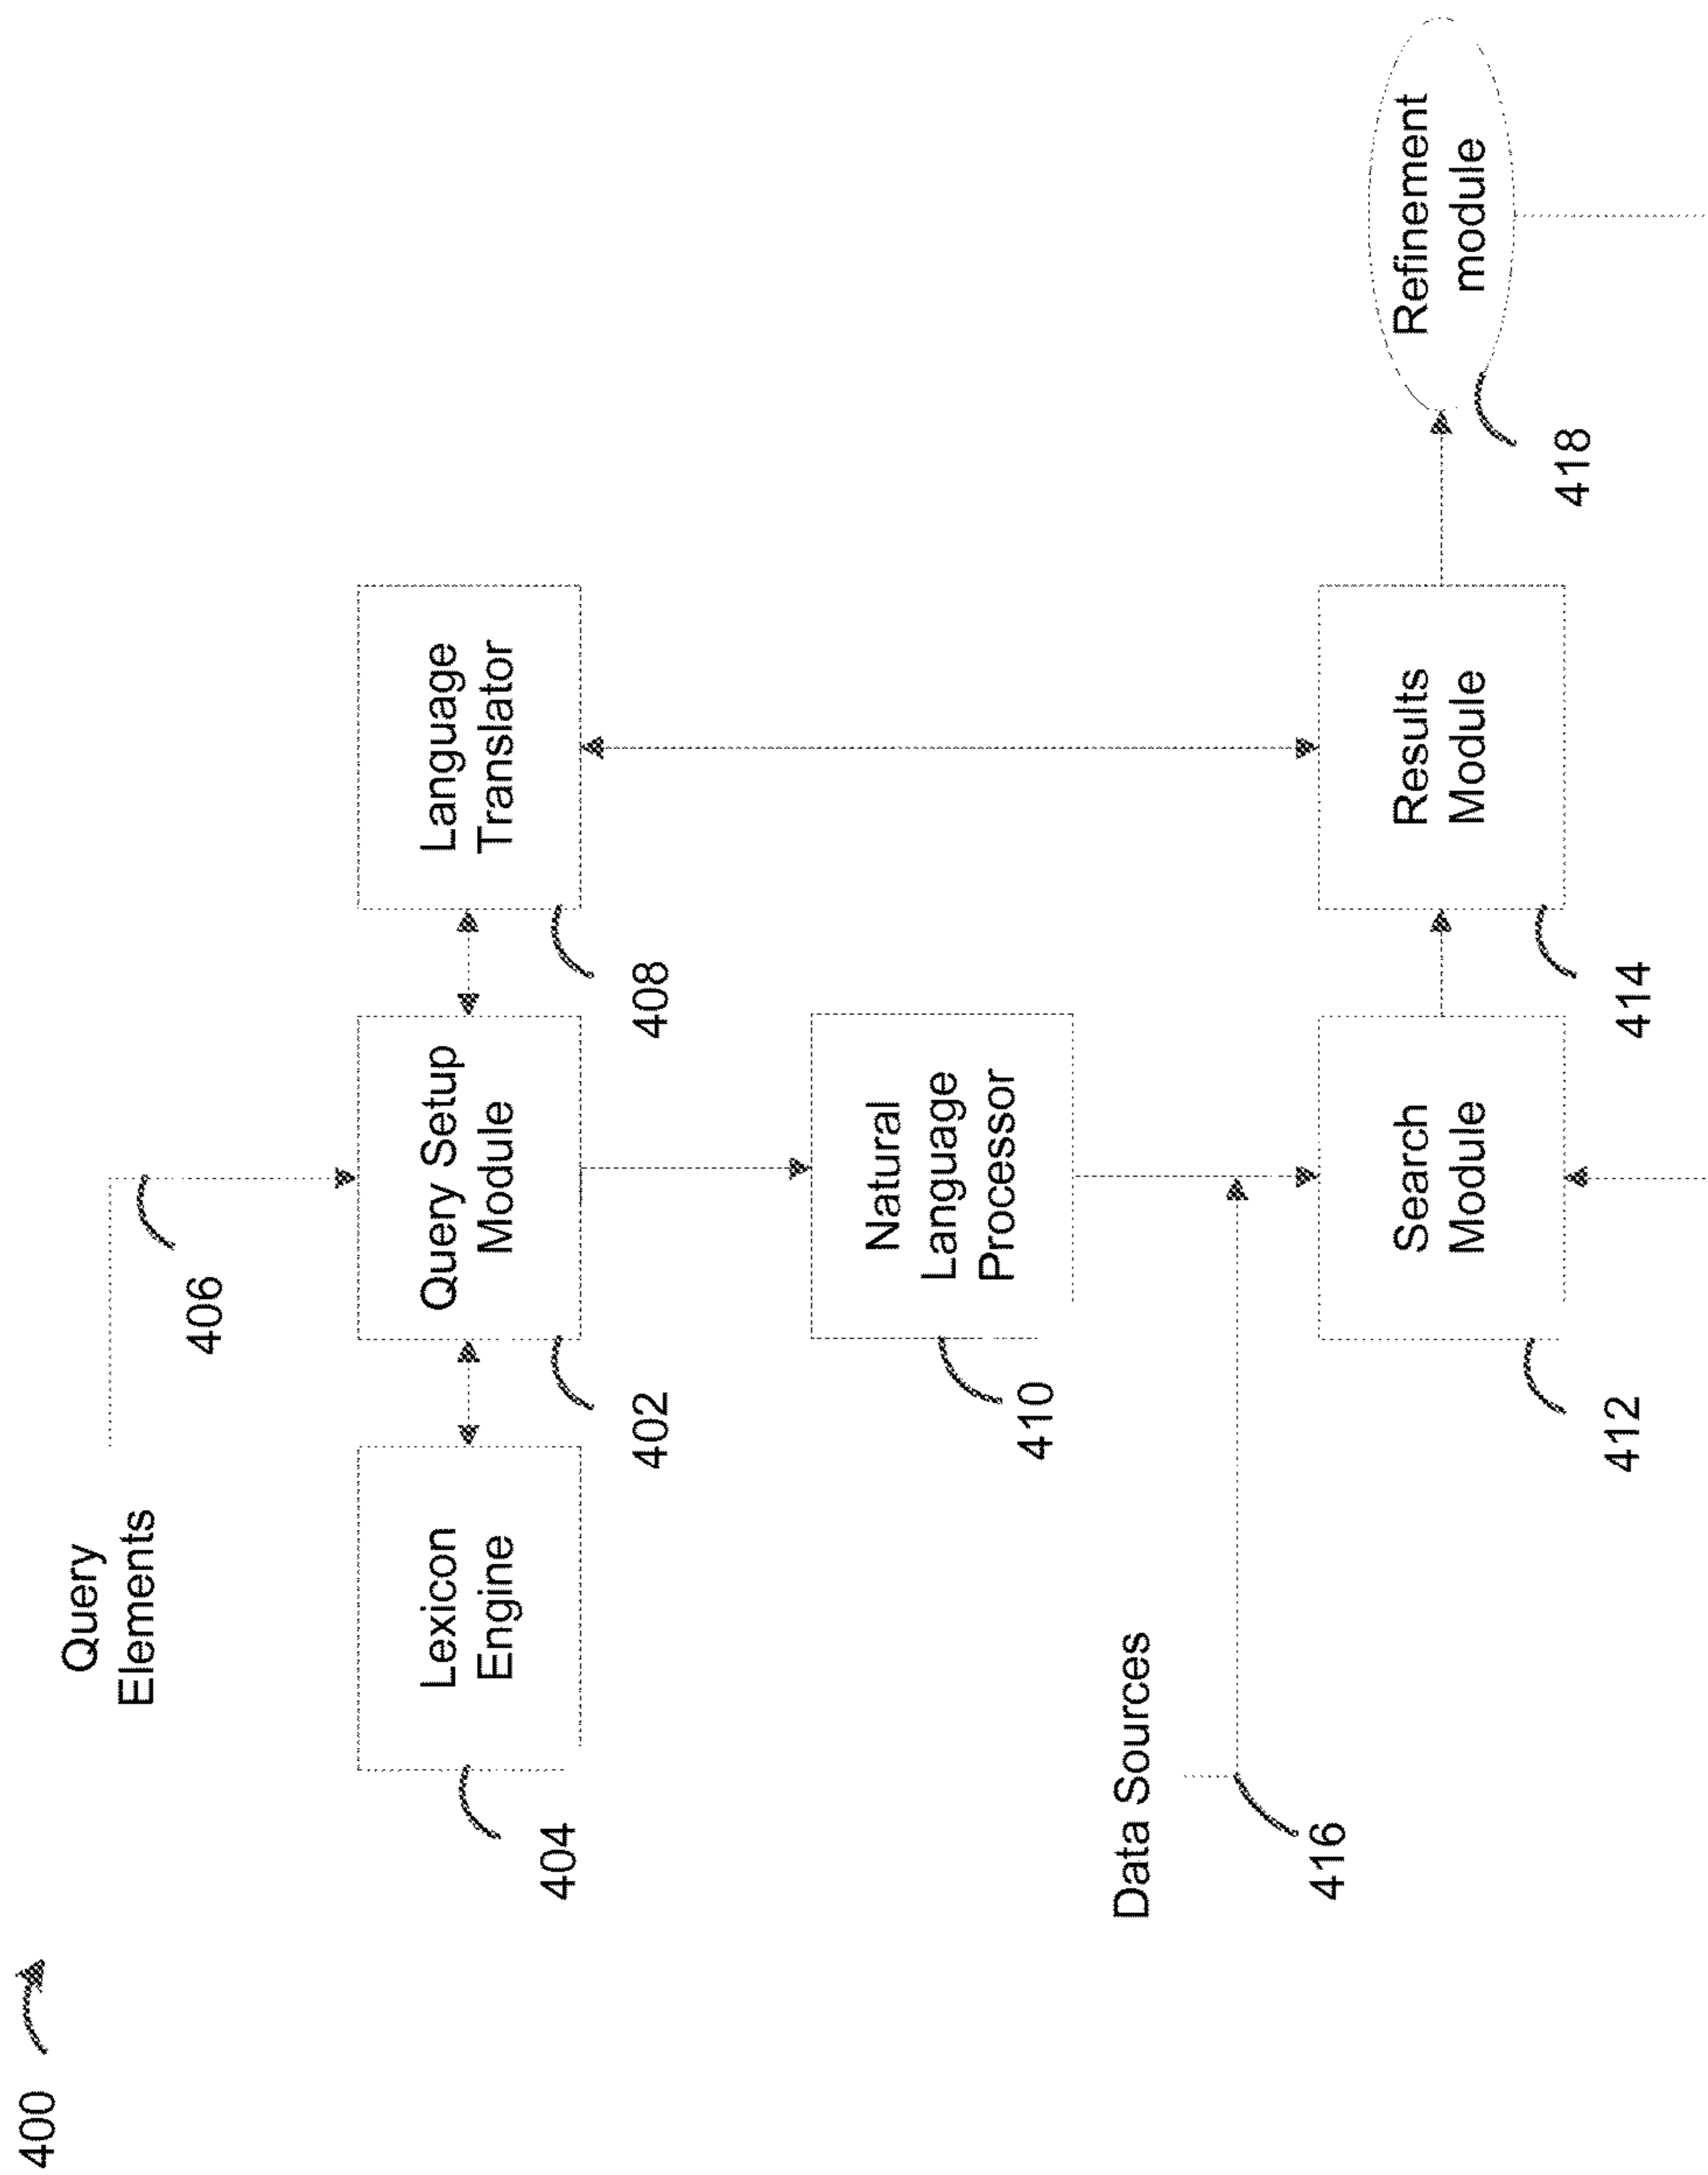 400
Query
Elements
406
Lexicon
Engine
404
Query Setup
Module
402
Language
Translator
408
Natural
Language
Processor
410
Data Sources
416
Search
Module
412
Results
Module
414
Refinement
module
418